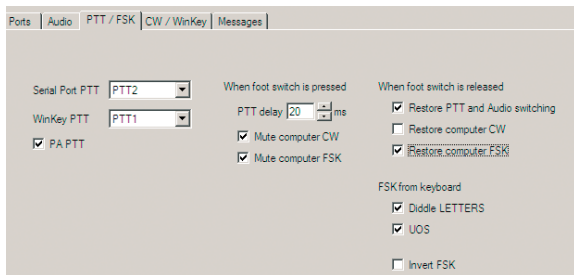 Ports Audio PTT / FSK CW / WinKey Messages
When foot switch is pressed When foot switch is released
Serial Port PTT PTT2
PTT delay 20 ms
Restore PTT and Audio switching
WinKey PTT PTT1
Mute computer CW
Restore computer CW
PA PTT
Mute computer FSK
Restore computer FSK
FSK from keyboard
Diddle LETTERS
UOS
Invert FSK